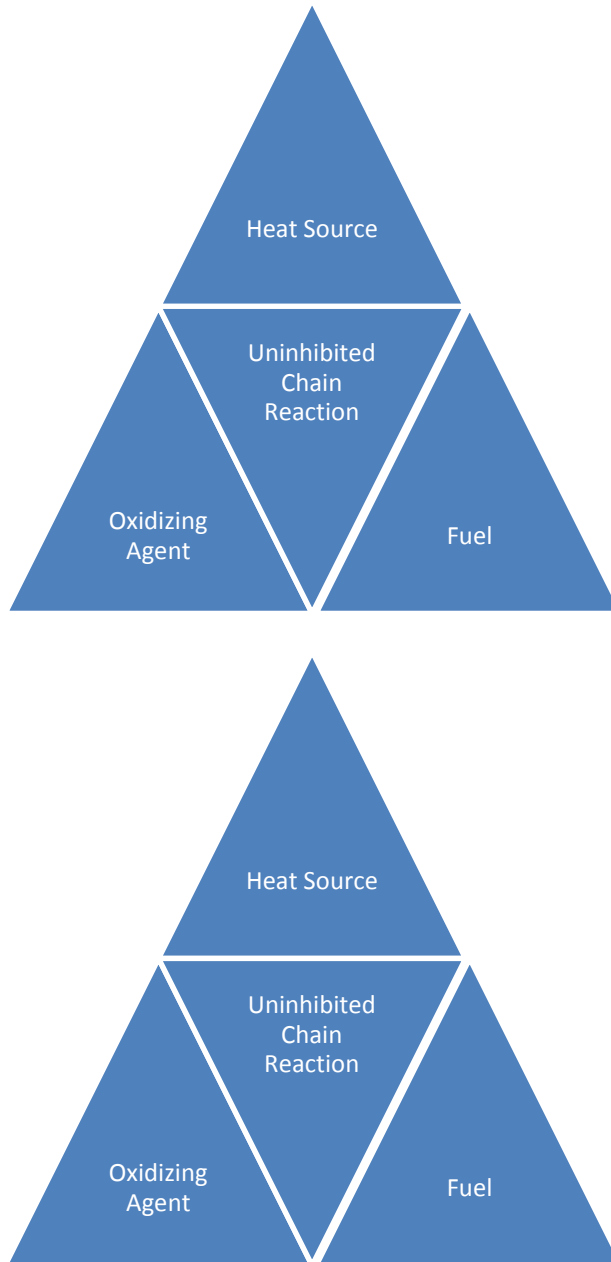 Heat Source
Uninhibited
Chain
Reaction
Oxidizing
Agent
Fuel
Heat Source
Uninhibited
Chain
Reaction
Oxidizing
Agent
Fuel